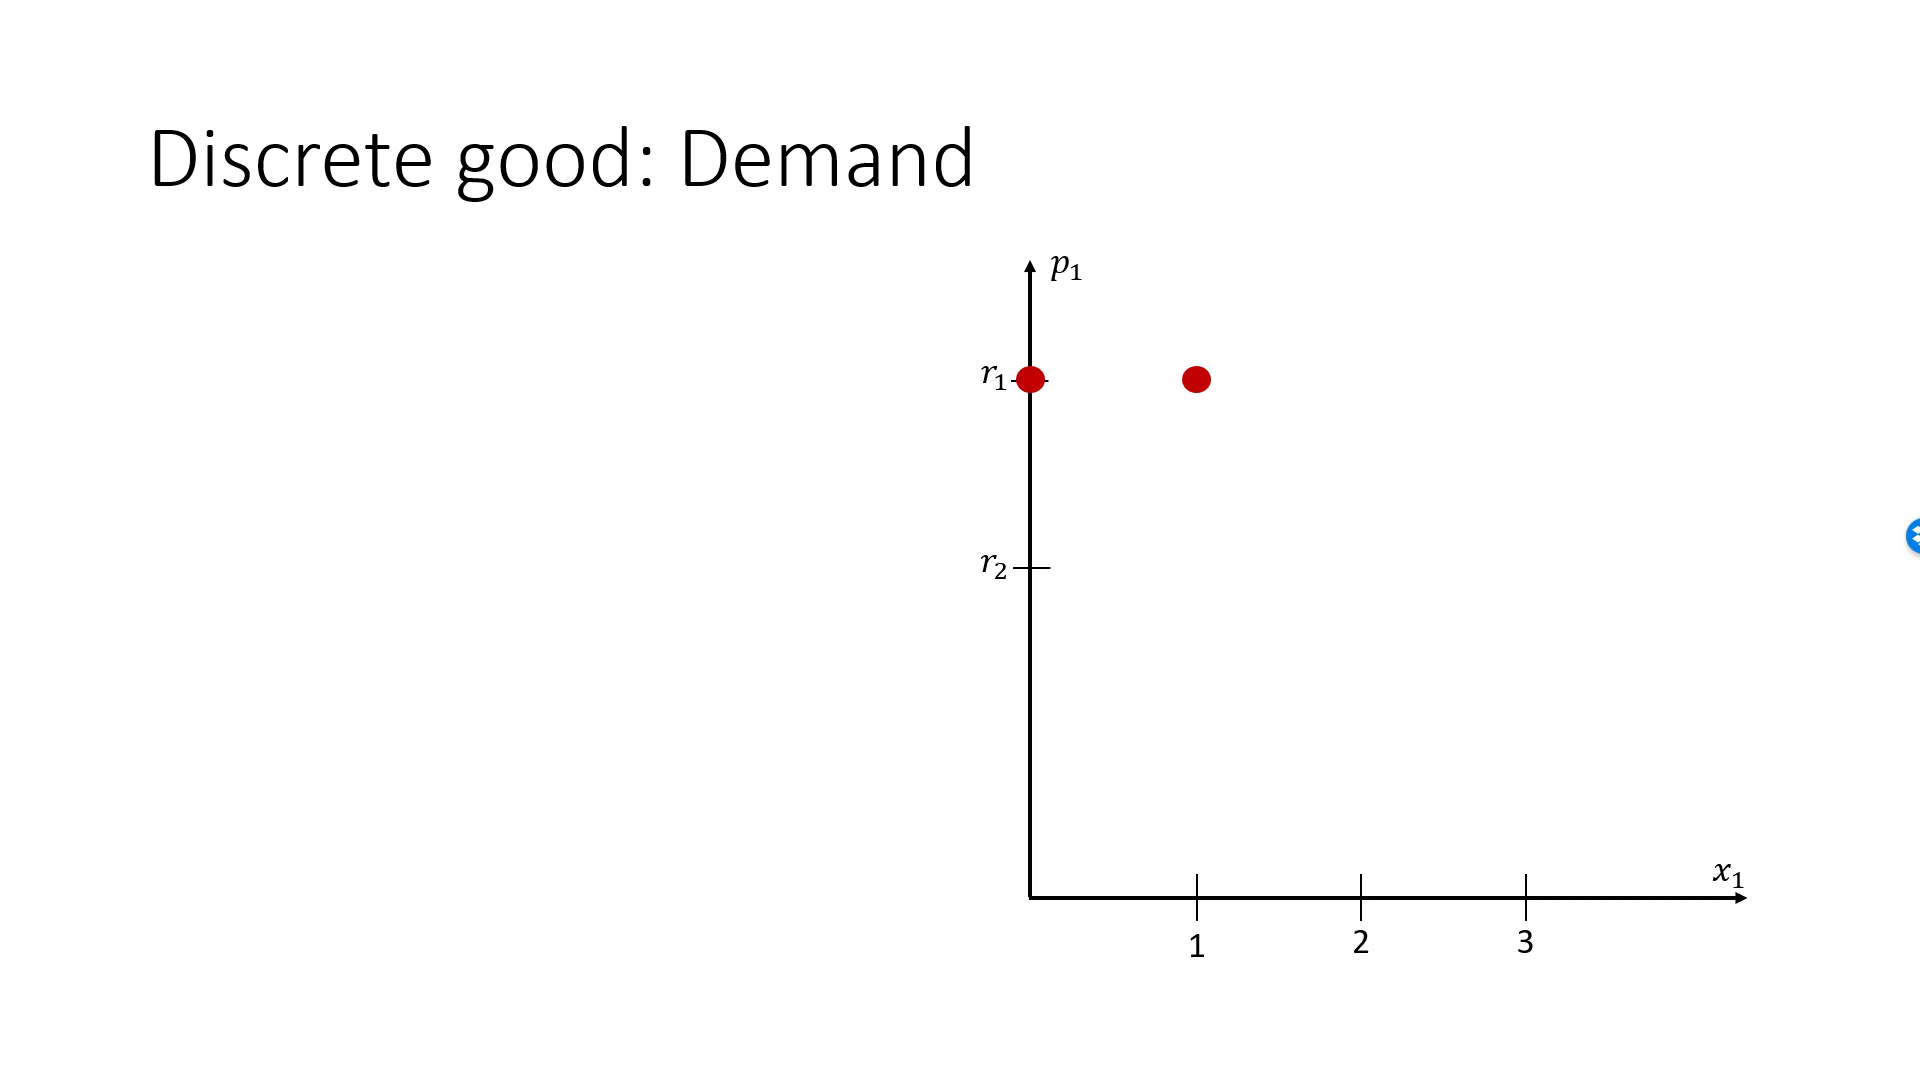 Discrete good: Demand
p₁
r₁
r₂
x₁
1 2 3